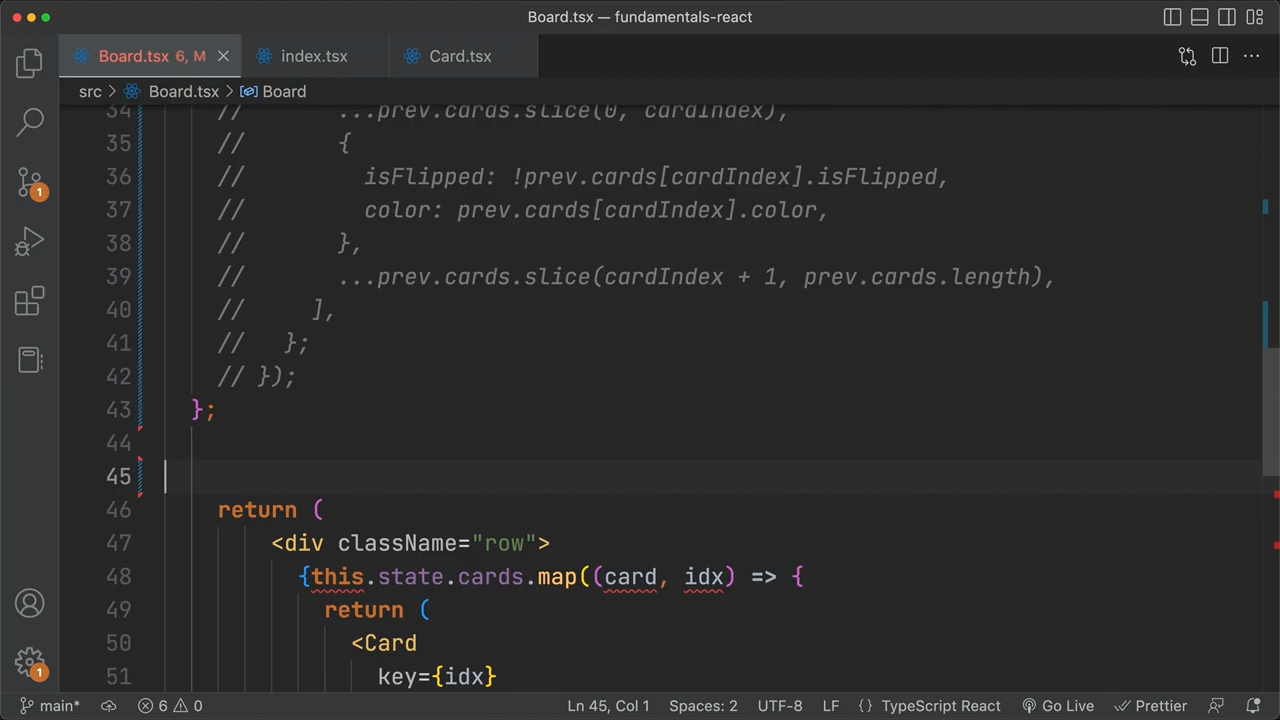 Board.tsx — fundamentals-react
Board.tsx 6, M
index.tsx
Card.tsx
src > Board.tsx > Board
34 // ...prev.cards.slice(0, cardIndex),
35 // {
36 // isFlipped: !prev.cards[cardIndex].isFlipped,
37 // color: prev.cards[cardIndex].color,
38 // },
39 // ...prev.cards.slice(cardIndex + 1, prev.cards.length),
40 // ],
41 // };
42 // });
43 };
44
45
46 return (
47 <div className="row">
48 {this.state.cards.map((card, idx) => {
49 return (
50 <Card
51 key={idx}
1
1
main* 6 0 Ln 45, Col 1 Spaces: 2 UTF-8 LF {} TypeScript React Go Live Prettier